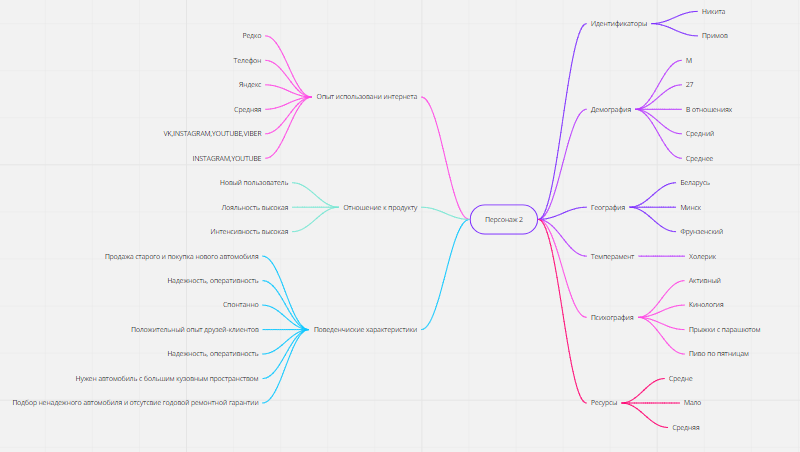 Персонаж 2
Опыт использовани интернета
Редко
Телефон
Яндекс
Средняя
VK,INSTAGRAM,YOUTUBE,VIBER
INSTAGRAM,YOUTUBE
Отношение к продукту
Новый пользователь
Лояльность высокая
Интенсивность высокая
Поведенчиские характеристики
Продажа старого и покупка нового автомобиля
Надежность, оперативность
Спонтанно
Положительный опыт друзей-клиентов
Надежность, оперативность
Нужен автомобиль с большим кузовным пространством
Подбор ненадежного автомобиля и отсутсвие годовой ремонтной гарантии
Идентификаторы
Никита
Примов
Демография
М
27
В отношениях
Средний
Среднее
География
Беларусь
Минск
Фрунзенский
Темперамент
Холерик
Психография
Активный
Кинология
Прыжки с парашютом
Пиво по пятницам
Ресурсы
Средне
Мало
Средняя